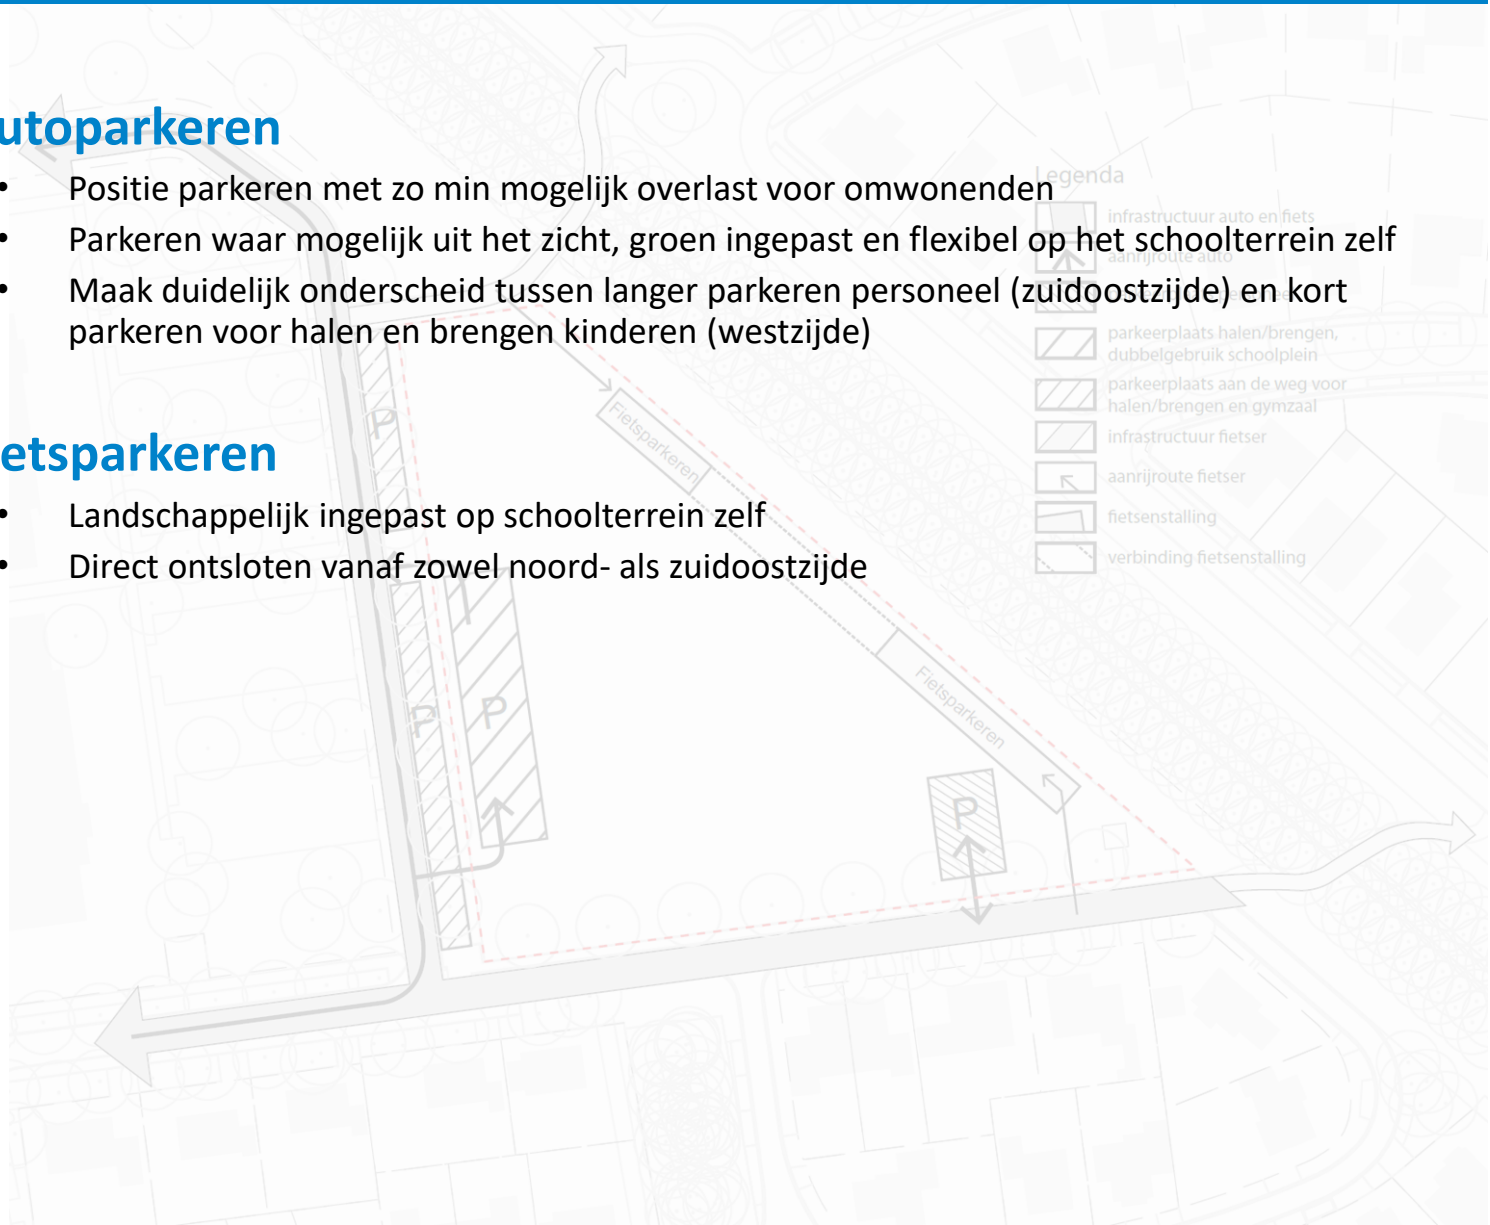 utoparkeren
• Positie parkeren met zo min mogelijk overlast voor omwonenden
• Parkeren waar mogelijk uit het zicht, groen ingepast en flexibel op het schoolterrein zelf
• Maak duidelijk onderscheid tussen langer parkeren personeel (zuidoostzijde) en kort
parkeren voor halen en brengen kinderen (westzijde)
etsparkeren
• Landschappelijk ingepast op schoolterrein zelf
• Direct ontsloten vanaf zowel noord- als zuidoostzijde
Legenda
infrastructuur auto en fiets
aanrijroute auto
parkeerplaats halen/brengen,
dubbelgebruik schoolplein
parkeerplaats aan de weg voor
halen/brengen en gymzaal
infrastructuur fietser
aanrijroute fietser
fietsenstalling
verbinding fietsenstalling
P
Fietsparkeren
P
P
Fietsparkeren
P